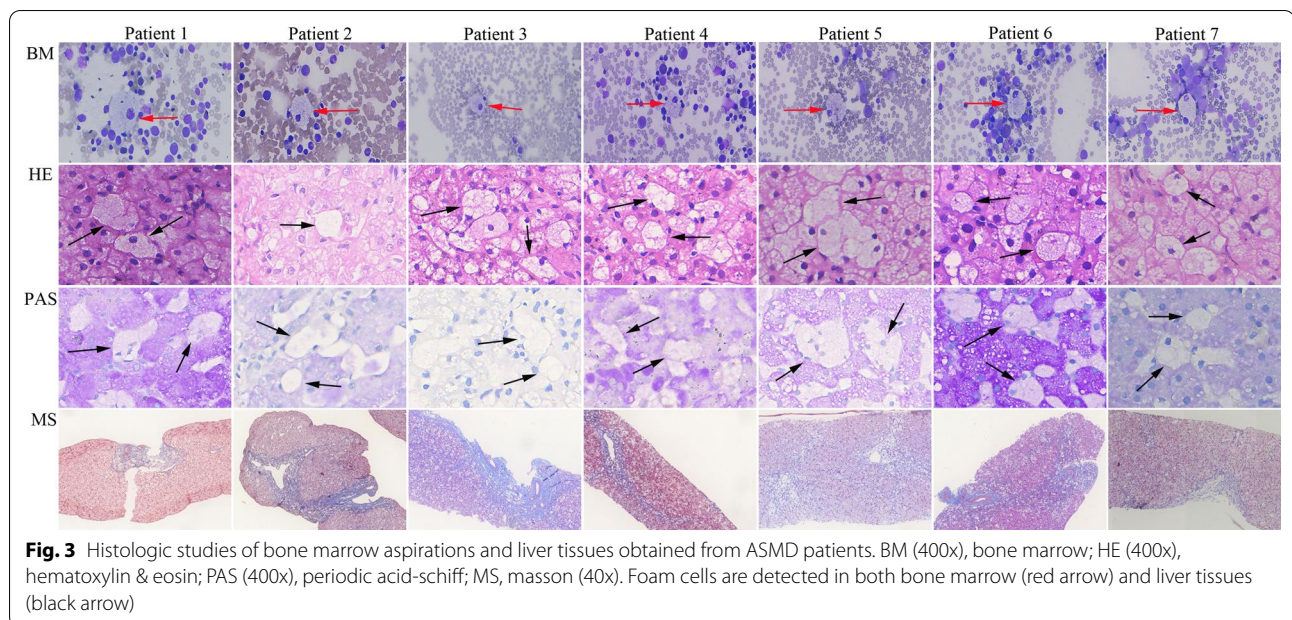 Patient 1 Patient 2 Patient 3 Patient 4 Patient 5 Patient 6 Patient 7
BM
HE
PAS
MS
Fig. 3 Histologic studies of bone marrow aspirations and liver tissues obtained from ASMD patients. BM (400x), bone marrow; HE (400x),
hematoxylin & eosin; PAS (400x), periodic acid-schiff; MS, masson (40x). Foam cells are detected in both bone marrow (red arrow) and liver tissues
(black arrow)